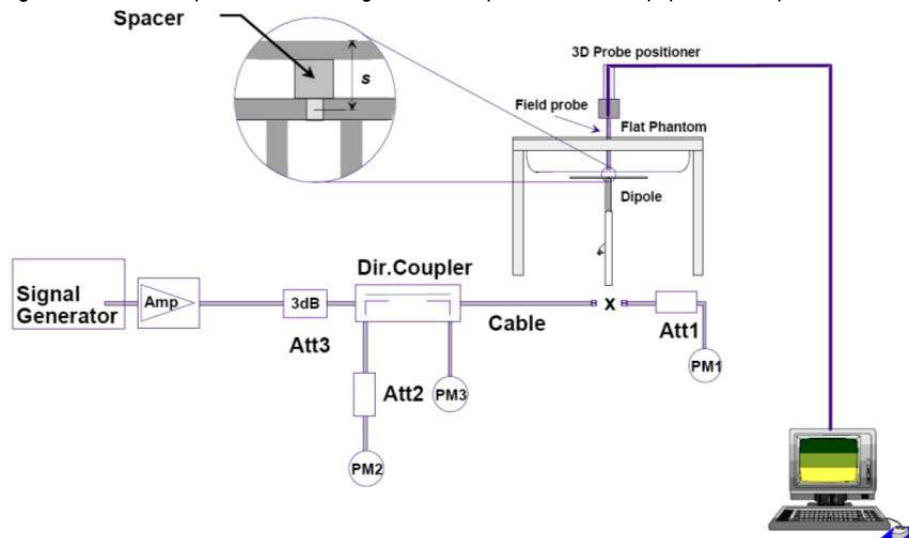 Spacer
s
3D Probe positioner
Field probe
Flat Phantom
Dipole
Signal
Generator
Amp
3dB
Att3
Dir.Coupler
Cable
X
Att1
PM1
Att2
PM3
PM2